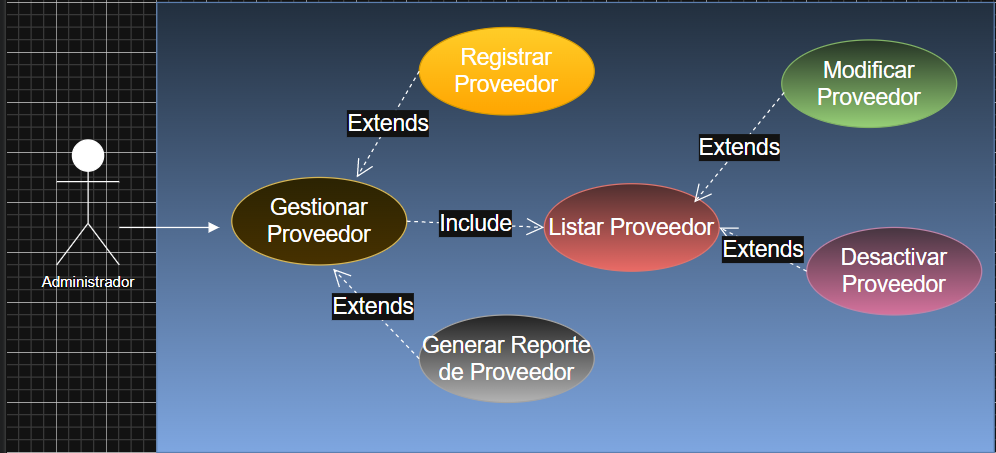 Registrar
Proveedor
Modificar
Proveedor
Extends
Extends
Gestionar
Proveedor
Include
Listar Proveedor
Extends
Desactivar
Proveedor
Administrador
Extends
Generar Reporte
de Proveedor